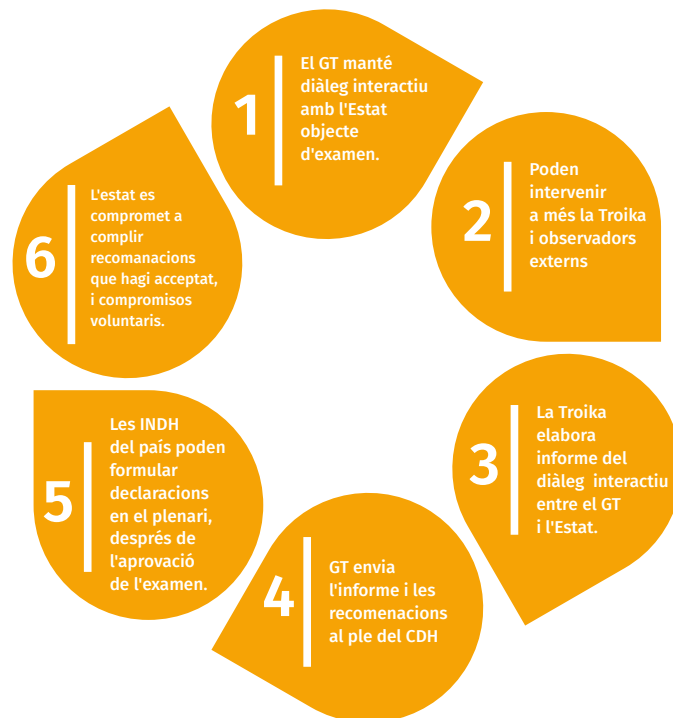 1
El GT manté
diàleg interactiu
amb l'Estat
objecte
d'examen.
2
Poden
intervenir
a més la Troika
i observadors
externs
3
La Troika
elabora
informe del
diàleg interactiu
entre el GT
i l'Estat.
4
GT envia
l'informe i les
recomenacions
al ple del CDH
5
Les INDH
del país poden
formular
declaracions
en el plenari,
després de
l'aprovació
de l'examen.
6
L'estat es
compromet a
complir
recomanacions
que hagi acceptat,
i compromisos
voluntaris.